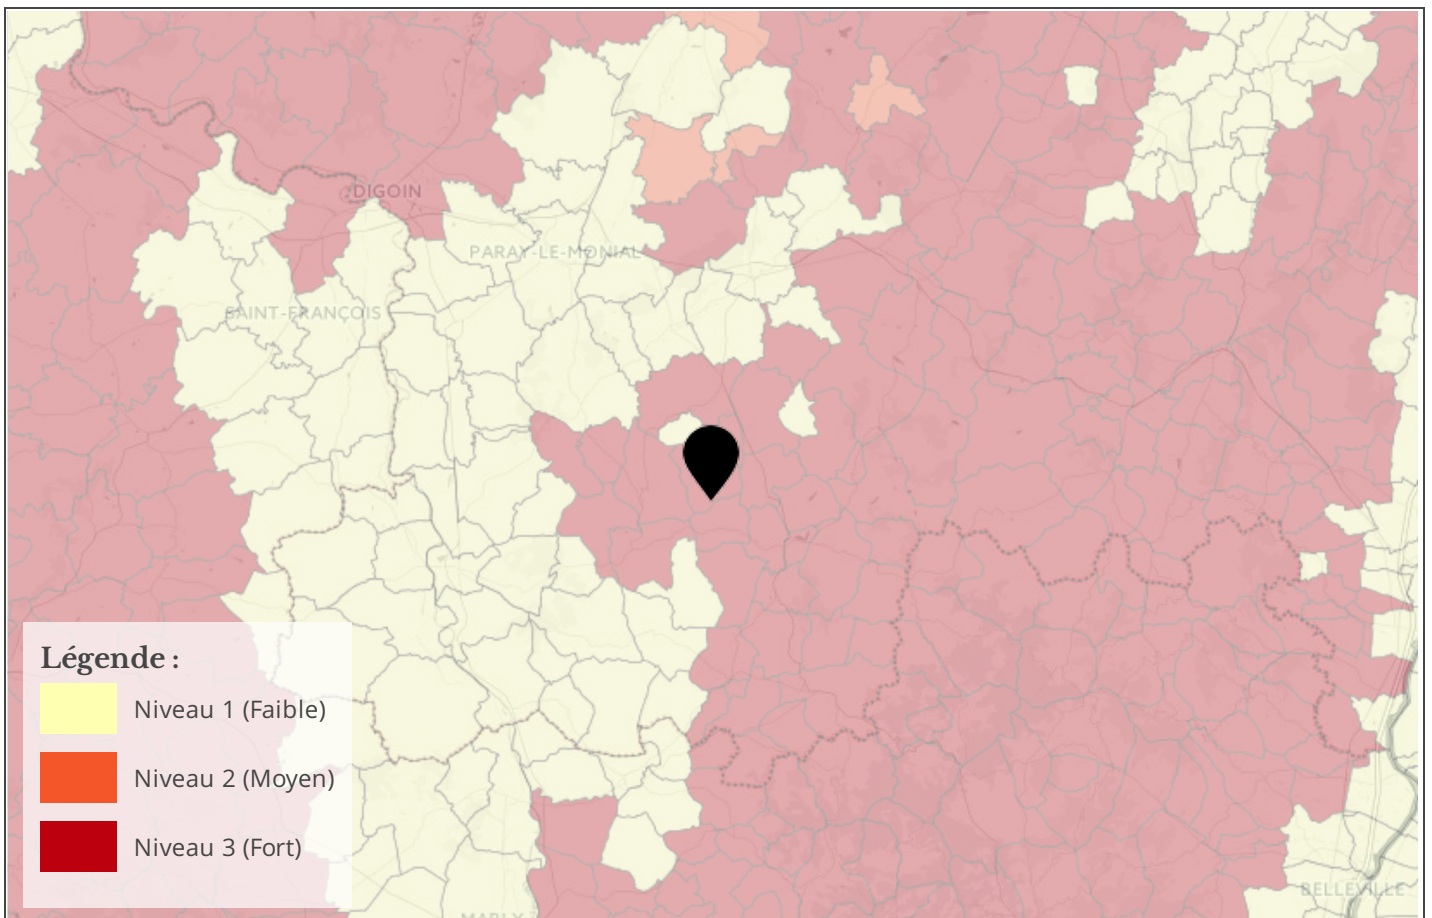 DIGOIN
PARAY-LE-MONIAL
SAINT-FRANÇOIS
Légende :
Niveau 1 (Faible)
Niveau 2 (Moyen)
Niveau 3 (Fort)
BELLEVILLE